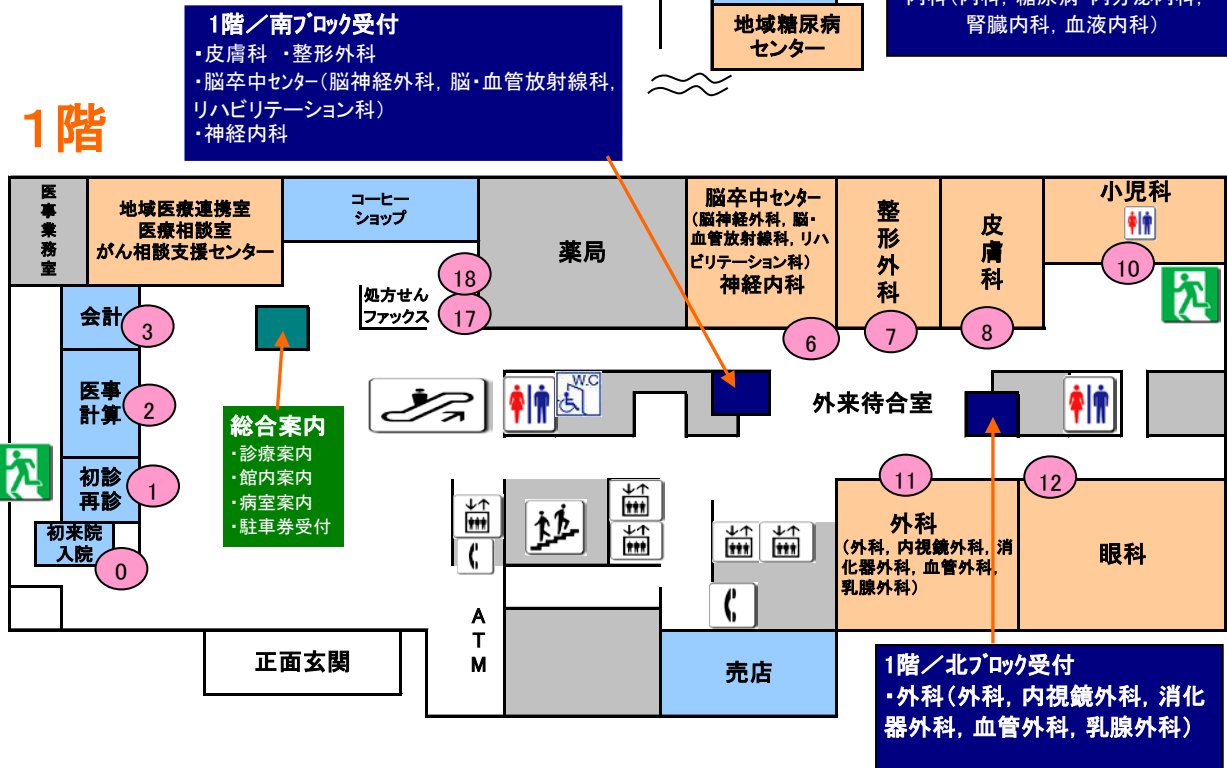 1階／南ブロック受付
・皮膚科　・整形外科
・脳卒中センター（脳神経外科，脳・血管放射線科，
リハビリテーション科）
・神経内科
地域糖尿病
センター
腎臓内科，血液内科）
1階
医事業務室
地域医療連携室
医療相談室
がん相談支援センター
コーヒー
ショップ
薬局
脳卒中センター
（脳神経外科，脳・
血管放射線科，リハ
ビリテーション科）
神経内科
整形外科
皮膚科
小児科
10
18
処方せん
ファックス
17
会計
3
6
7
8
医事
計算
2
W.C
外来待合室
総合案内
・診療案内
・館内案内
・病室案内
・駐車券受付
初診
再診
1
初来院
入院
0
11
12
外科
（外科，内視鏡外科，消
化器外科，血管外科，
乳腺外科）
眼科
ATM
正面玄関
売店
1階／北ブロック受付
・外科（外科，内視鏡外科，消化
器外科，血管外科，乳腺外科）